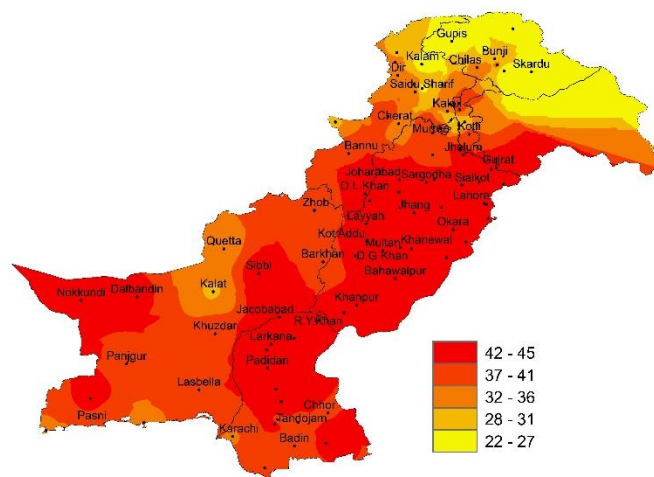 Gupis
Kalam
Bunji
Chilas
Skardu
Dir
Saidu Sharif
Kakul
Cherat
Murree
Kotli
Bannu
Jhelum
Gujrat
Joharabad
Sargodha
Sialkot
D.I. Khan
Lahore
Zhob
Jhang
Layyah
Okara
Kot Addu
Quetta
Multan
Khanewal
Barkhan
D.G.Khan
Sibbi
Bahawalpur
Kalat
Dalbandin
Nokkundi
Khanpur
Jacobabad
R.Y.Khan
Khuzdar
Larkana
Padidan
Panjgur
Lasbella
Chhor
Pasni
Tandojam
Karachi
Badin
42 - 45
37 - 41
32 - 36
28 - 31
22 - 27